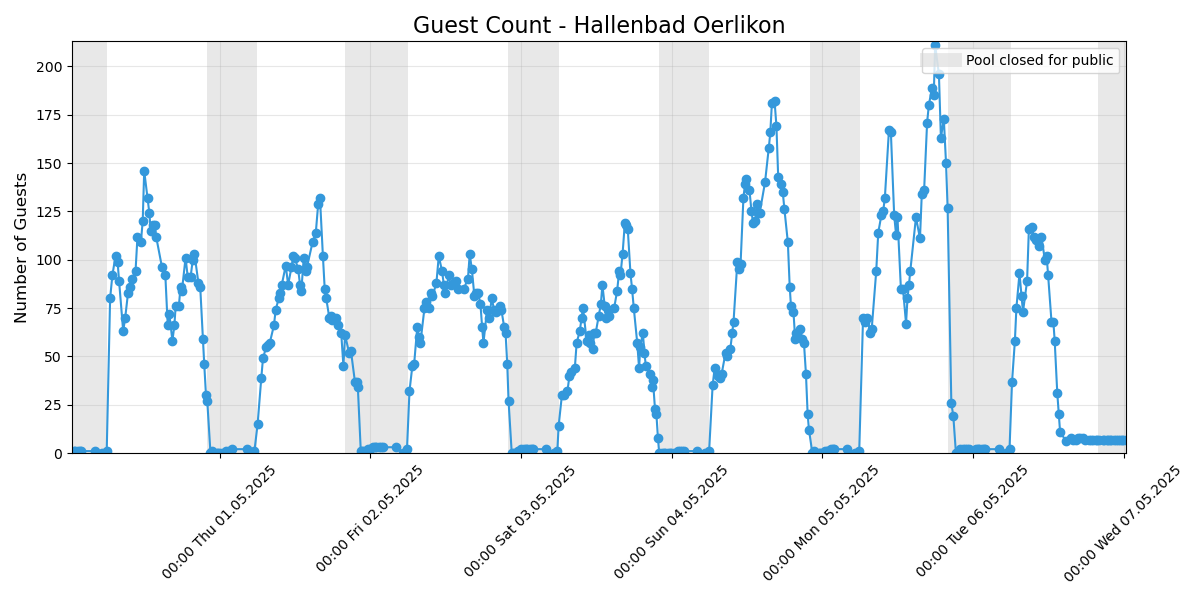 Guest Count - Hallenbad Oerlikon
Pool closed for public
Number of Guests
200
175
150
125
100
75
50
25
0
00:00 Thu 01.05.2025
00:00 Fri 02.05.2025
00:00 Sat 03.05.2025
00:00 Sun 04.05.2025
00:00 Mon 05.05.2025
00:00 Tue 06.05.2025
00:00 Wed 07.05.2025